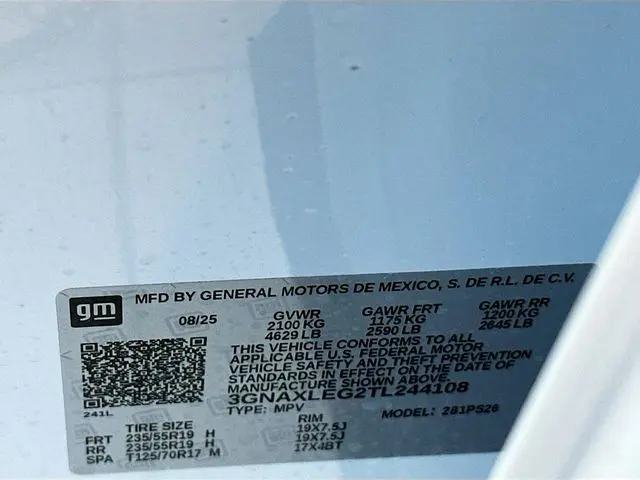 gm MFD BY GENERAL MOTORS DE MEXICO, S. DE R.L. DE C.V.
08/25 GVWR GAWR FRT GAWR RR
2100 KG 1175 KG 1200 KG
4629 LB 2590 LB 2645 LB
THIS VEHICLE CONFORMS TO ALL
APPLICABLE U.S. FEDERAL MOTOR
VEHICLE SAFETY AND THEFT PREVENTION
STANDARDS IN EFFECT ON THE DATE OF
MANUFACTURE SHOWN ABOVE.
3GNAXLEG2TL244108
241L TYPE: MPV MODEL: 281PS26
TIRE SIZE RIM
FRT 235/55R19 H 19X7.5J
RR 235/55R19 H 19X7.5J
SPA T125/70R17 M 17X4BT